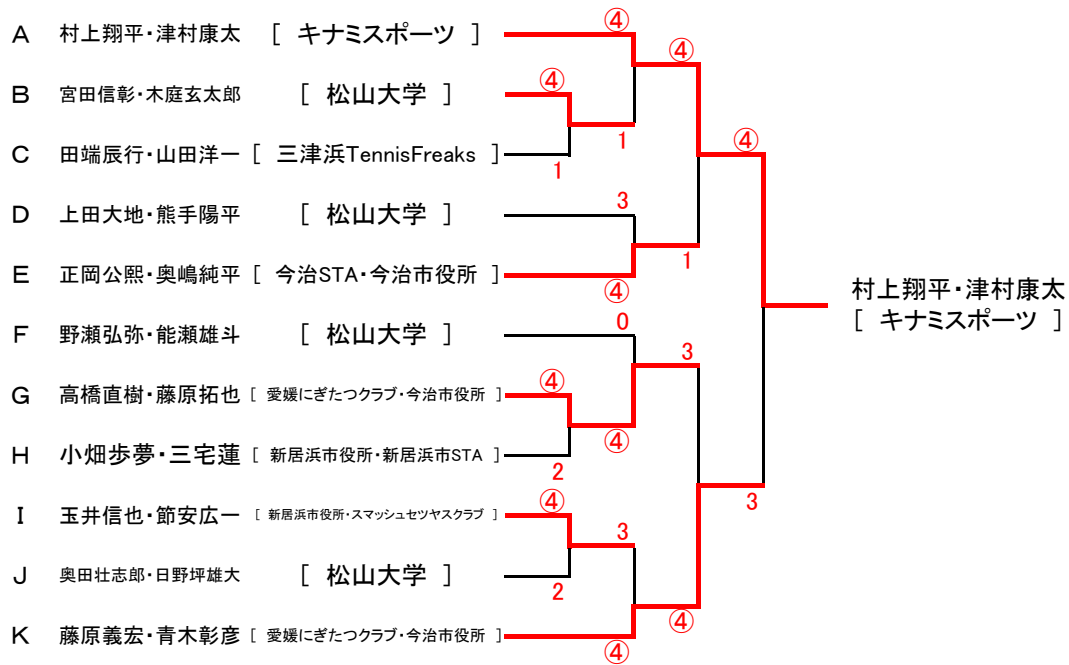 A 村上翔平・津村康太 [ キナミスポーツ ] ④ ④
B 宮田信彰・木庭玄太郎 [ 松山大学 ] ④
④
1
C 田端辰行・山田洋一 [ 三津浜TennisFreaks ] 1
D 上田大地・熊手陽平 [ 松山大学 ] 3
1
E 正岡公熙・奥嶋純平 [ 今治STA・今治市役所 ] ④
村上翔平・津村康太
[ キナミスポーツ ]
F 野瀬弘弥・能瀬雄斗 [ 松山大学 ] 0
3
G 高橋直樹・藤原拓也 [ 愛媛にぎたつクラブ・今治市役所 ] ④
④
H 小畑歩夢・三宅蓮 [ 新居浜市役所・新居浜市STA ] 2
3
I 玉井信也・節安広一 [ 新居浜市役所・スマッシュセツヤスクラブ ] ④
3
J 奥田壮志郎・日野坪雄大 [ 松山大学 ] 2
④
K 藤原義宏・青木彰彦 [ 愛媛にぎたつクラブ・今治市役所 ] ④